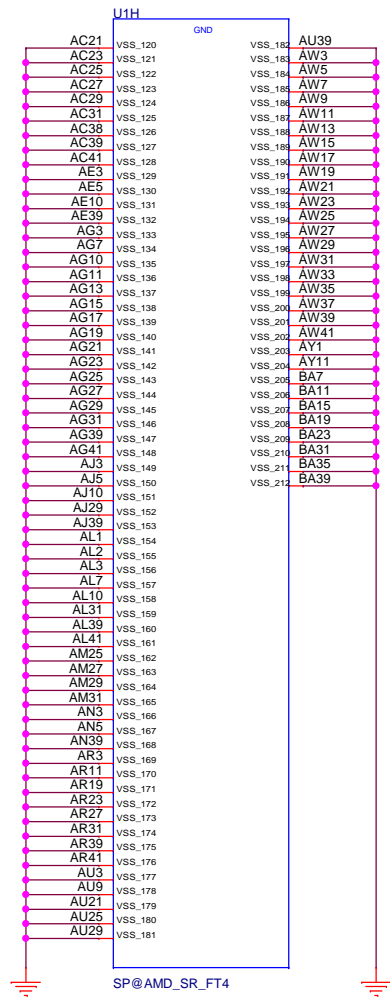 U1H
GND
AC21 VSS_120 VSS_182 AU39
AC23 VSS_121 VSS_183 AW3
AC25 VSS_122 VSS_184 AW5
AC27 VSS_123 VSS_185 AW7
AC29 VSS_124 VSS_186 AW9
AC31 VSS_125 VSS_187 AW11
AC38 VSS_126 VSS_188 AW13
AC39 VSS_127 VSS_189 AW15
AC41 VSS_128 VSS_190 AW17
AE3 VSS_129 VSS_191 AW19
AE5 VSS_130 VSS_192 AW21
AE10 VSS_131 VSS_193 AW23
AE39 VSS_132 VSS_194 AW25
AG3 VSS_133 VSS_195 AW27
AG7 VSS_134 VSS_196 AW29
AG10 VSS_135 VSS_197 AW31
AG11 VSS_136 VSS_198 AW33
AG13 VSS_137 VSS_199 AW35
AG15 VSS_138 VSS_200 AW37
AG17 VSS_139 VSS_201 AW39
AG19 VSS_140 VSS_202 AW41
AG21 VSS_141 VSS_203 AY1
AG23 VSS_142 VSS_204 AY11
AG25 VSS_143 VSS_205 BA7
AG27 VSS_144 VSS_206 BA11
AG29 VSS_145 VSS_207 BA15
AG31 VSS_146 VSS_208 BA19
AG39 VSS_147 VSS_209 BA23
AG41 VSS_148 VSS_210 BA31
AJ3 VSS_149 VSS_211 BA35
AJ5 VSS_150 VSS_212 BA39
AJ10 VSS_151
AJ29 VSS_152
AJ39 VSS_153
AL1 VSS_154
AL2 VSS_155
AL3 VSS_156
AL7 VSS_157
AL10 VSS_158
AL31 VSS_159
AL39 VSS_160
AL41 VSS_161
AM25 VSS_162
AM27 VSS_163
AM29 VSS_164
AM31 VSS_165
AN3 VSS_166
AN5 VSS_167
AN39 VSS_168
AR3 VSS_169
AR11 VSS_170
AR19 VSS_171
AR23 VSS_172
AR27 VSS_173
AR31 VSS_174
AR39 VSS_175
AR41 VSS_176
AU3 VSS_177
AU9 VSS_178
AU21 VSS_179
AU25 VSS_180
AU29 VSS_181
SP@AMD_SR_FT4